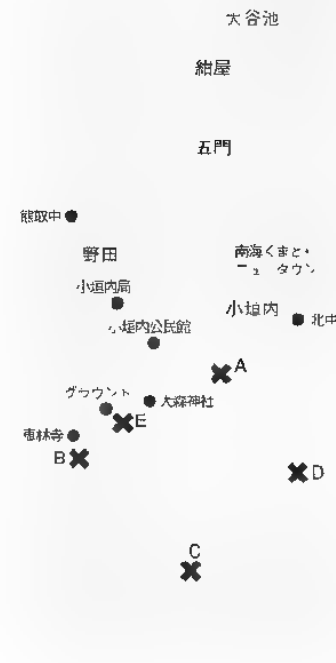 大谷池
紺屋
五門
熊取中
野田
南海くまとり
ニュータウン
小垣内局
小垣内
北中
小垣内公民館
A
グラウンド
大森神社
E
恵林寺
B
D
C